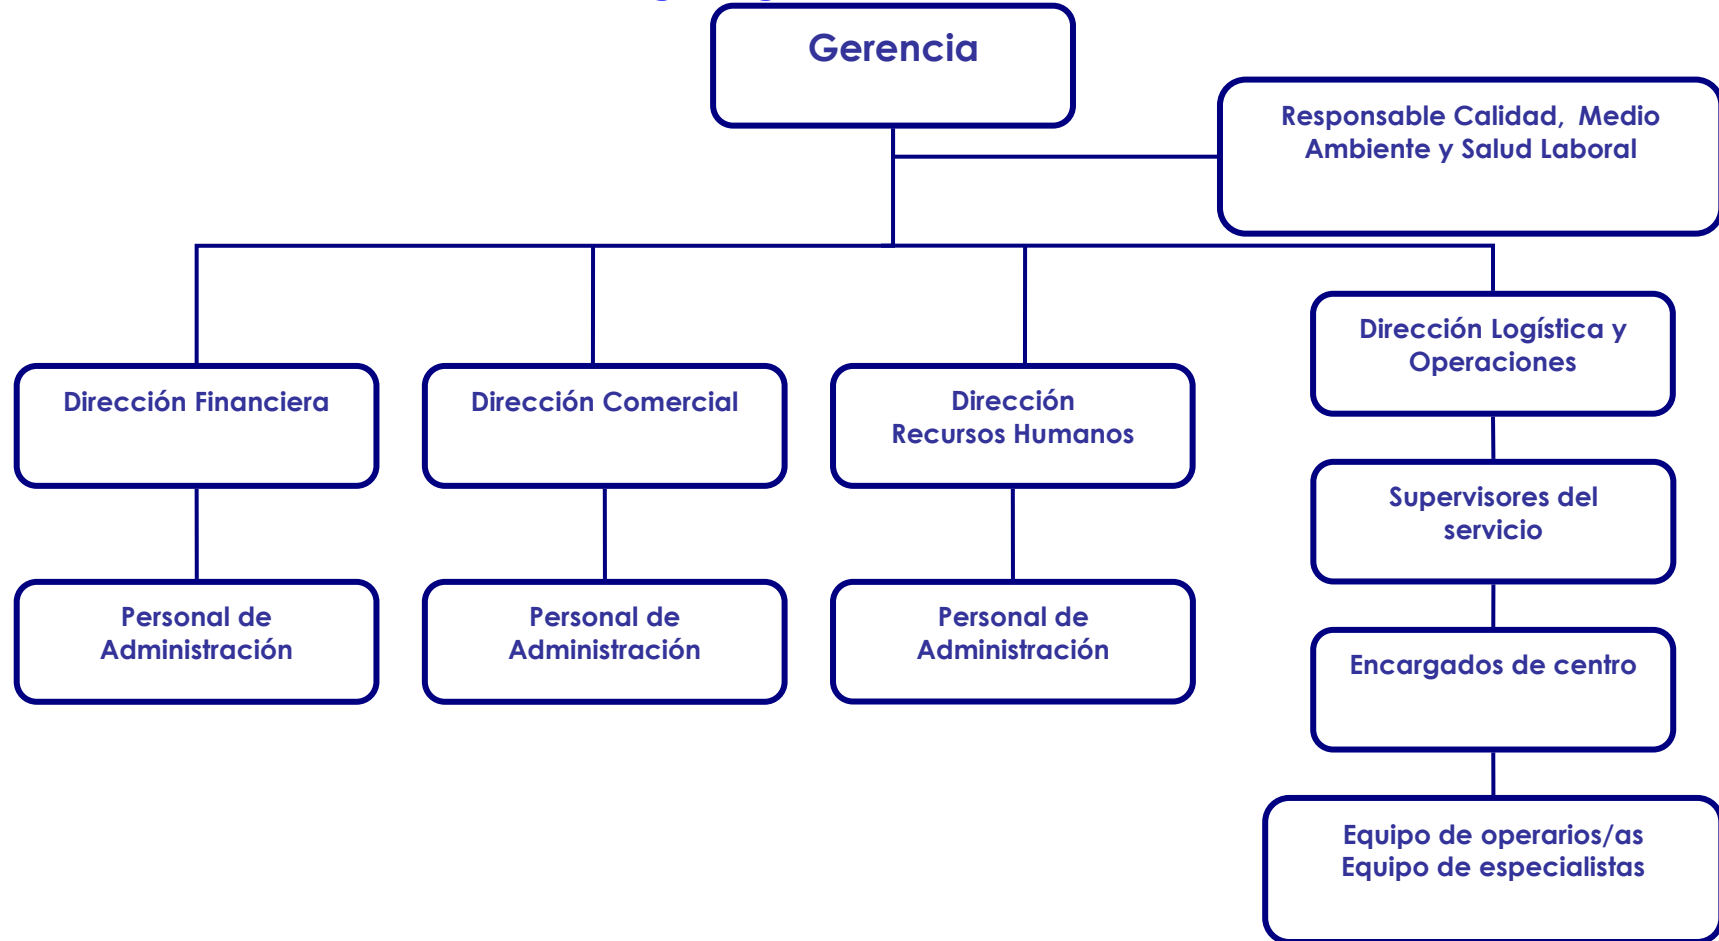 Gerencia
Responsable Calidad, Medio
Ambiente y Salud Laboral
Dirección Logística y
Operaciones
Dirección Financiera
Dirección Comercial
Dirección
Recursos Humanos
Supervisores del
servicio
Personal de
Administración
Personal de
Administración
Personal de
Administración
Encargados de centro
Equipo de operarios/as
Equipo de especialistas